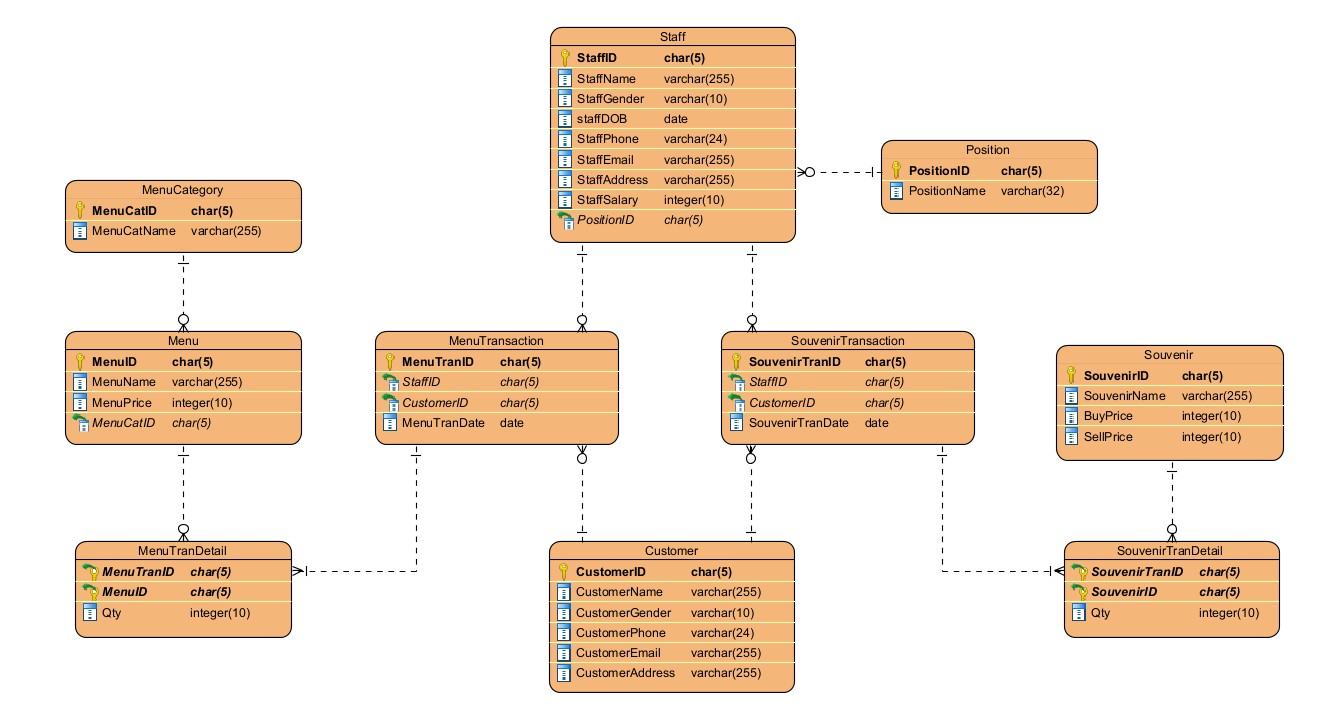 Staff
StaffID char(5)
StaffName varchar(255)
StaffGender varchar(10)
staffDOB date
StaffPhone varchar(24)
StaffEmail varchar(255)
StaffAddress varchar(255)
StaffSalary integer(10)
PositionID char(5)
Position
PositionID char(5)
PositionName varchar(32)
MenuCategory
MenuCatID char(5)
MenuCatName varchar(255)
Menu
MenuID char(5)
MenuName varchar(255)
MenuPrice integer(10)
MenuCatID char(5)
MenuTransaction
MenuTranID char(5)
StaffID char(5)
CustomerID char(5)
MenuTranDate date
SouvenirTransaction
SouvenirTranID char(5)
StaffID char(5)
CustomerID char(5)
SouvenirTranDate date
Souvenir
SouvenirID char(5)
SouvenirName varchar(255)
BuyPrice integer(10)
SellPrice integer(10)
MenuTranDetail
MenuTranID char(5)
MenuID char(5)
Qty integer(10)
Customer
CustomerID char(5)
CustomerName varchar(255)
CustomerGender varchar(10)
CustomerPhone varchar(24)
CustomerEmail varchar(255)
CustomerAddress varchar(255)
SouvenirTranDetail
SouvenirTranID char(5)
SouvenirID char(5)
Qty integer(10)